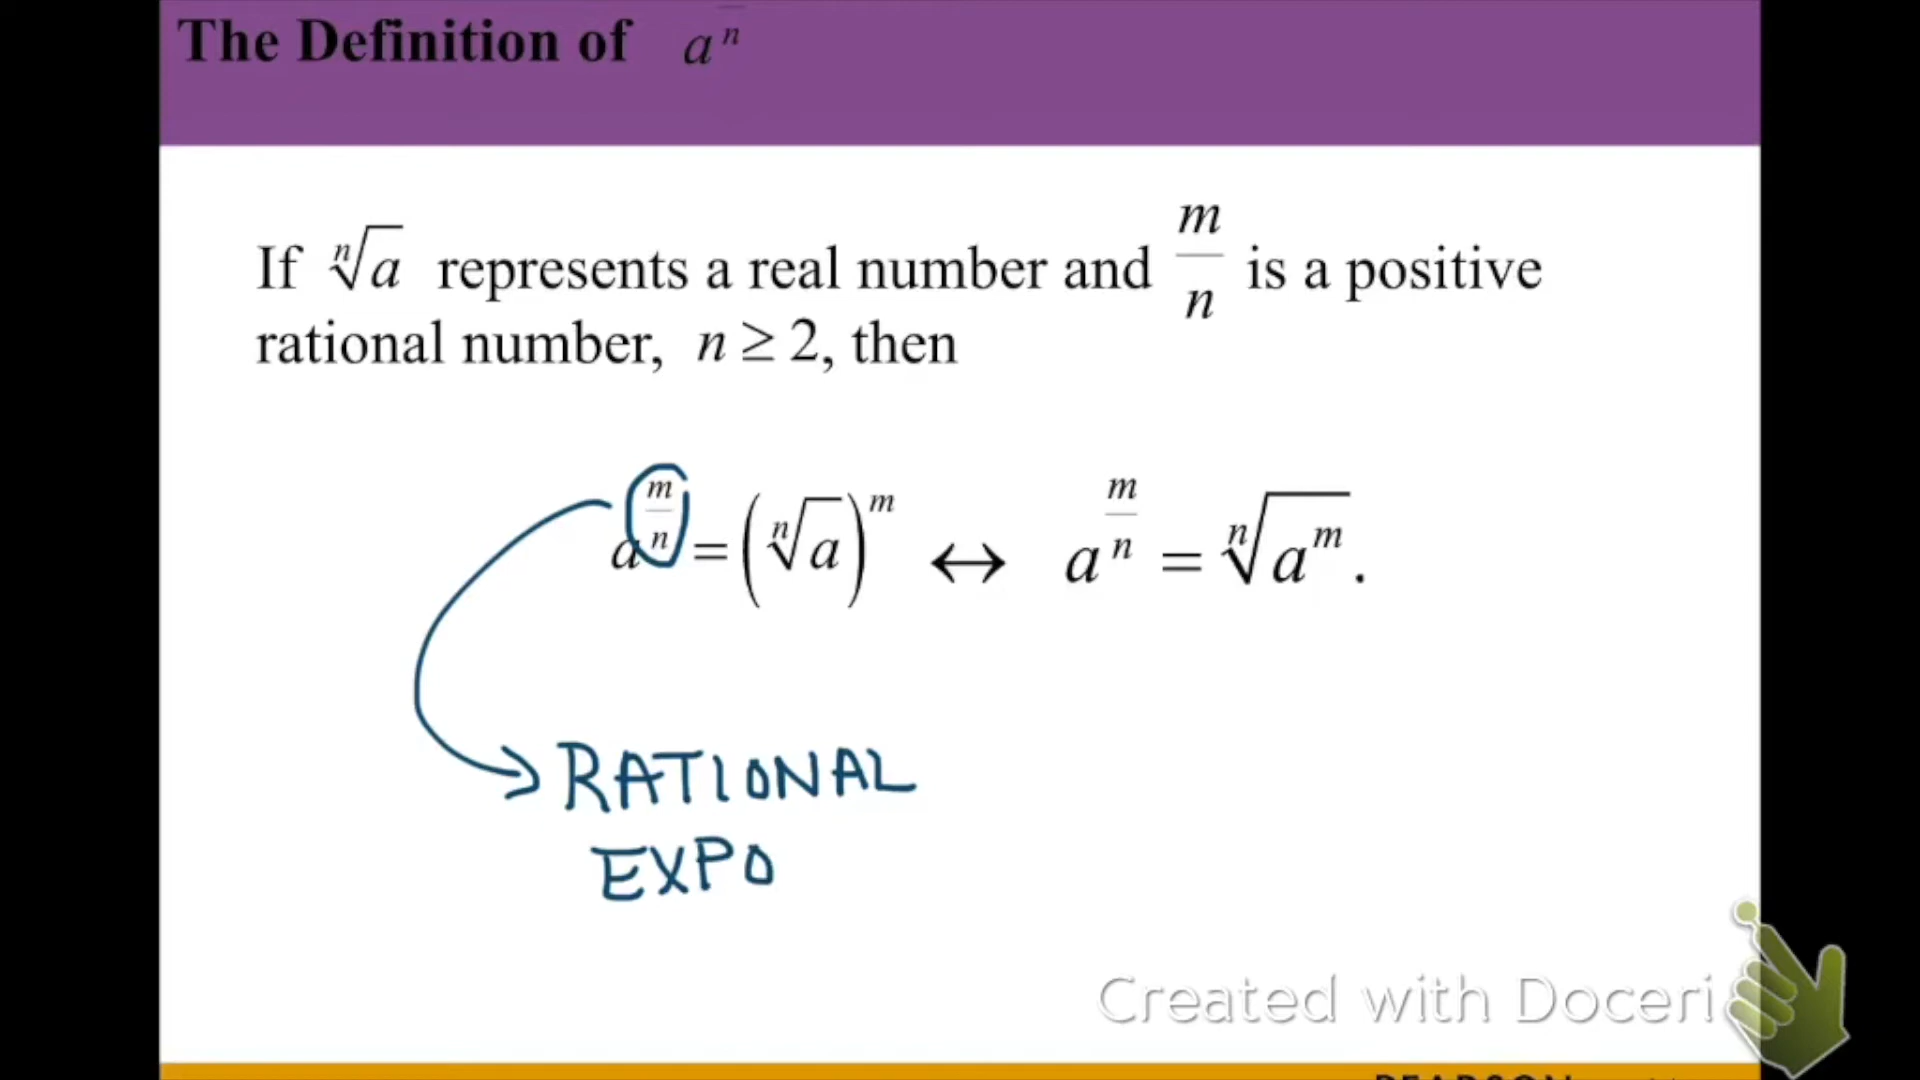 The Definition of aⁿ
If ⁿ√a represents a real number and m/n is a positive
rational number, n ≥ 2, then
a^(m/n) = (ⁿ√a)^m ↔ a^(m/n) = ⁿ√(a^m).
RATIONAL
EXPO
Created with Doceri